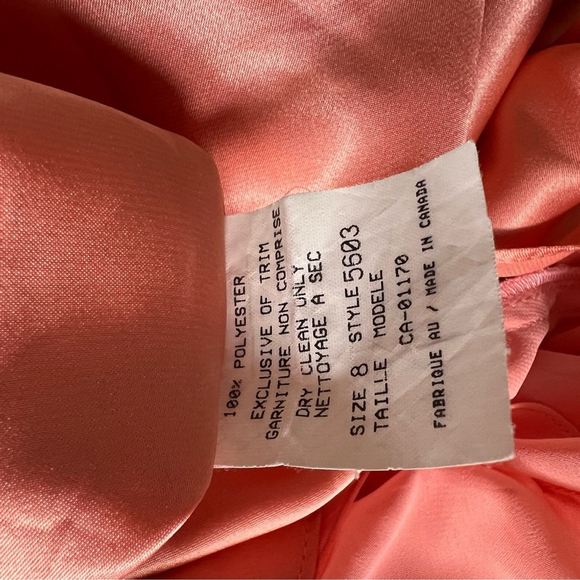 100% POLYESTER
EXCLUSIVE OF TRIM
GARNITURE NON COMPRISE
DRY CLEAN ONLY
NETTOYAGE A SEC
SIZE 8 STYLE 5603
TAILLE MODELE
CA-01170
FABRIQUE AU / MADE IN CANADA